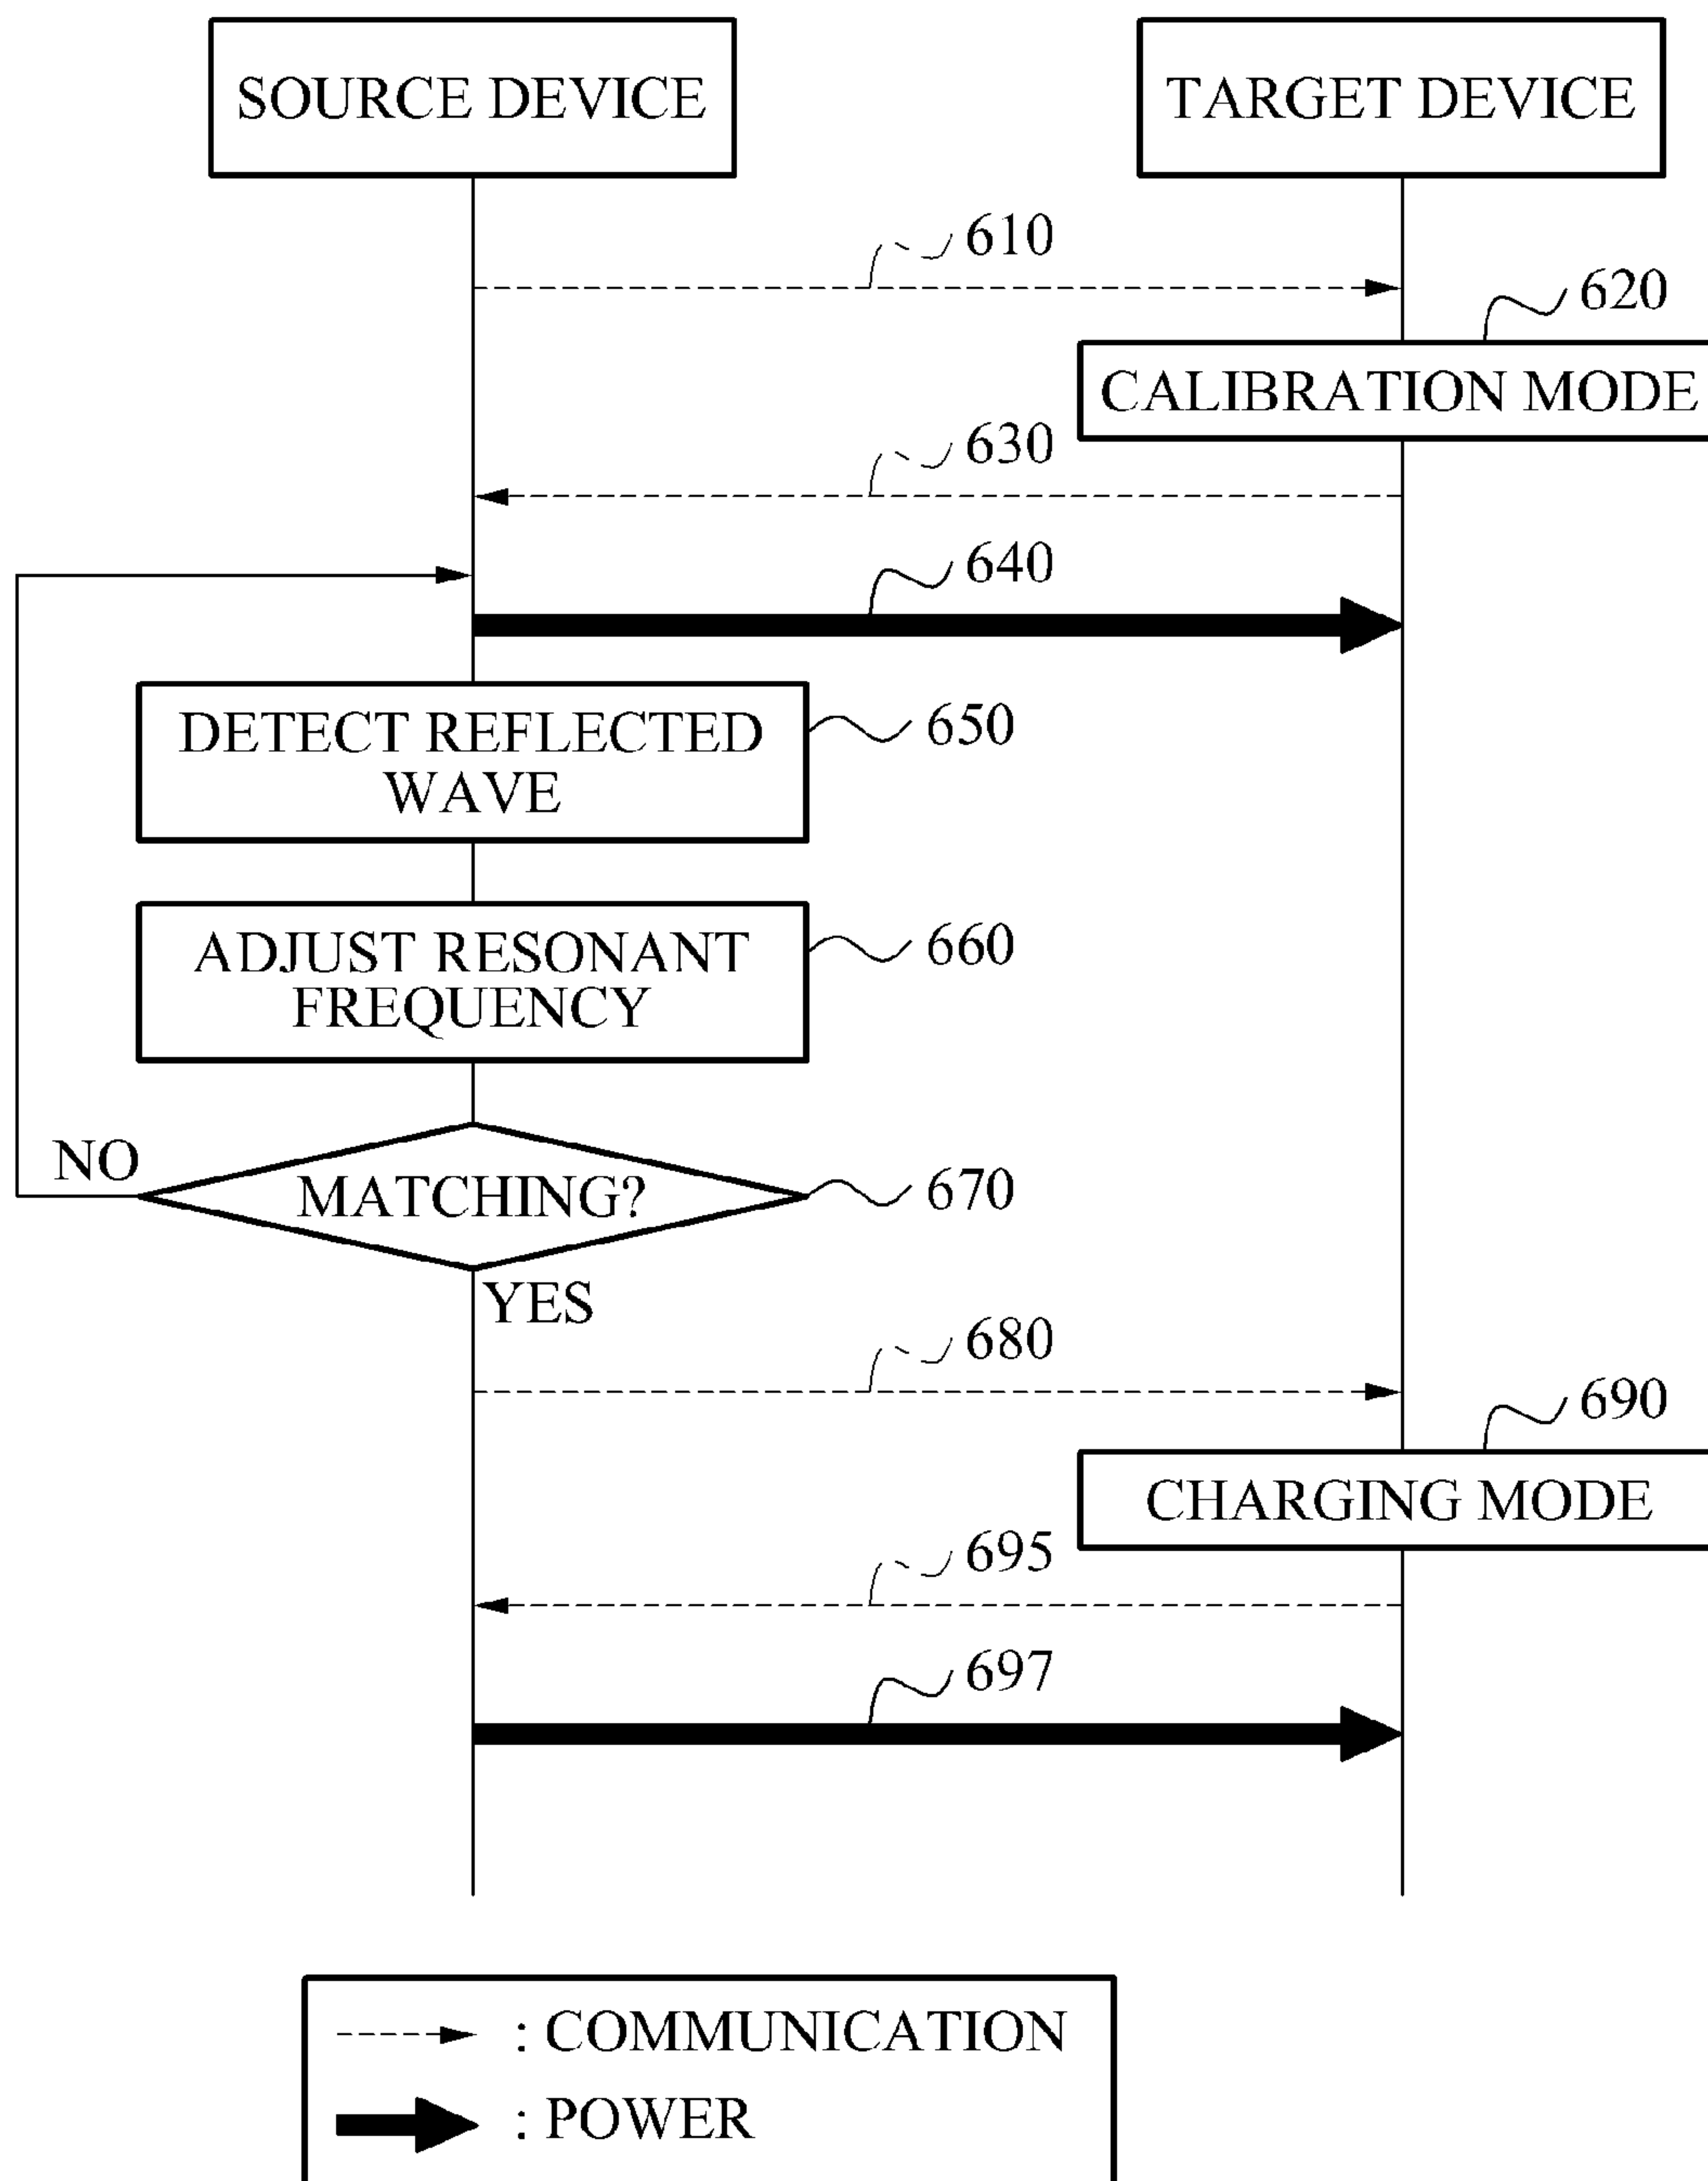 SOURCE DEVICE
TARGET DEVICE
610
620
CALIBRATION MODE
630
640
DETECT REFLECTED
WAVE
650
ADJUST RESONANT
FREQUENCY
660
NO
MATCHING?
670
YES
680
690
CHARGING MODE
695
697
: COMMUNICATION
: POWER